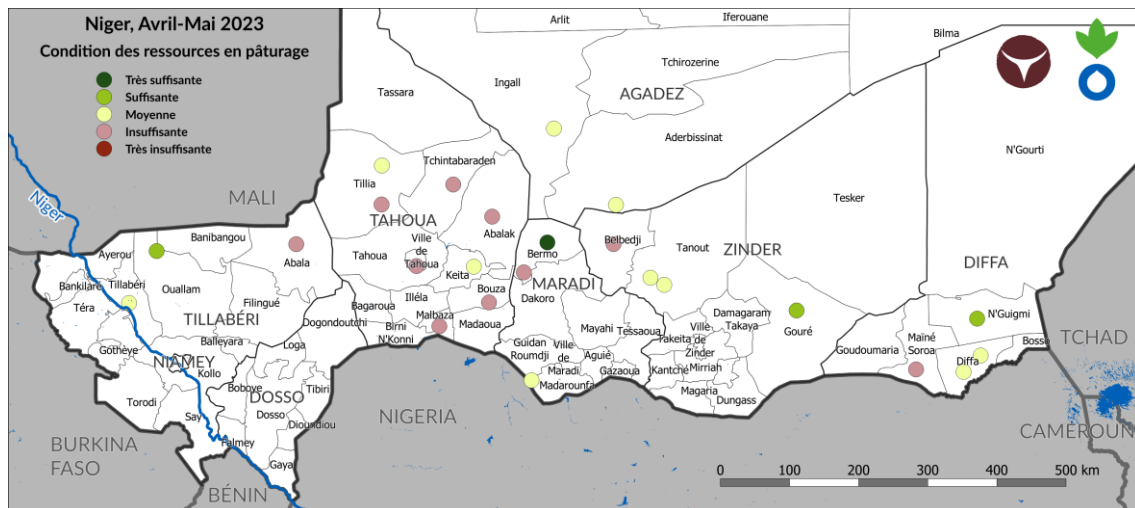 Niger, Avril-Mai 2023
Condition des ressources en pâturage
Très suffisante
Suffisante
Moyenne
Insuffisante
Très insuffisante
Arlit
Iferouane
Bilma
Tchirozerine
Ingall
Tassara
AGADEZ
Aderbissinat
N'Gourti
Tchintabaraden
Tillia
MALI
Niger
Tesker
TAHOUA
Abalak
Banibangou
Ayerou
Abala
Tahoua
Ville
de
Tahoua
Keita
Bermo
Belbedji
Tanout
ZINDER
DIFFA
Bankilaré
Tillabéri
Ouallam
Filingué
Téra
TILLABÉRI
MARADI
Dakoro
Bouza
Bagaroua
Illéla
Malbaza
Madaoua
Birni
N'Konni
Dogondoutchi
Gouré
Damagaram
Takaya
N'Guigmi
Bosso
TCHAD
Mayahi
Tessaoua
Takeita
Ville
de
Zinder
Goudoumaria
Maïné
Soroa
Diffa
Gothèye
NIAMEY
Balleyara
Loga
Kollo
Guidan
Roumdji
Ville
de
Maradi
Aguié
Gazaoua
Madarounfa
Kantché
Mirriah
Magaria
Dungass
Torodi
Say
Boboye
DOSSO
Tibiri
Dosso
Dioundiou
Falmey
Gaya
NIGERIA
BURKINA
FASO
BÉNIN
CAMEROUN
0 100 200 300 400 500 km